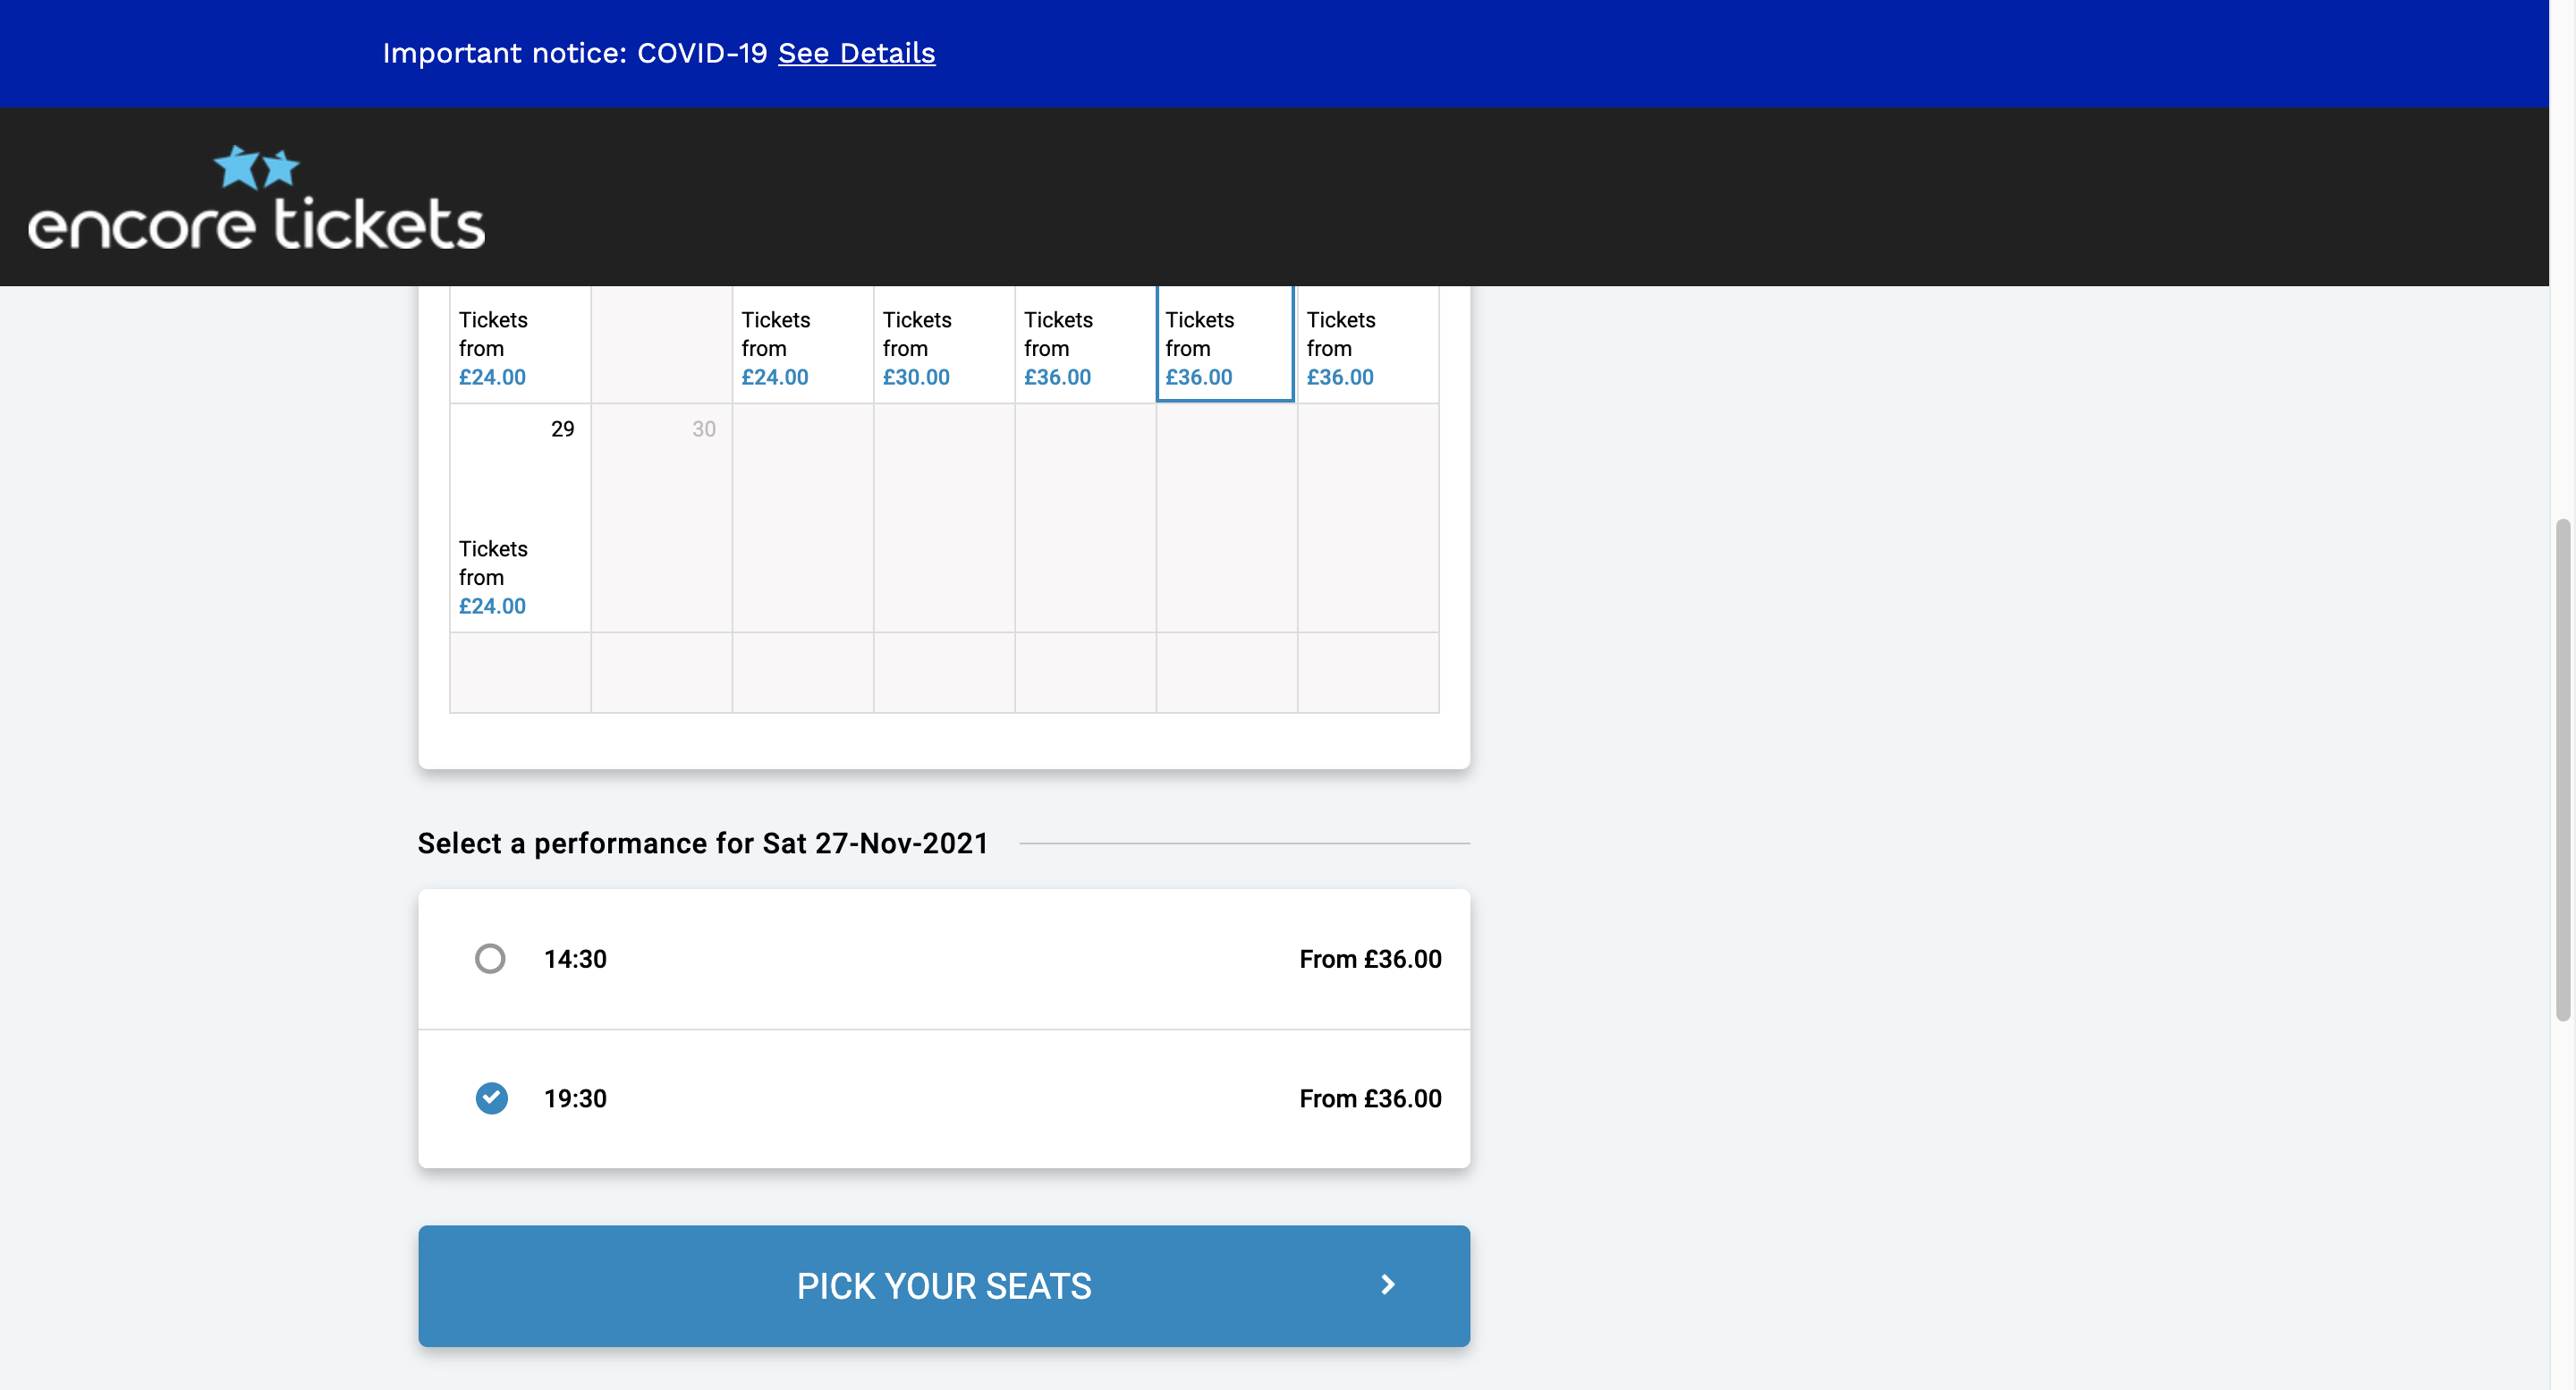 Important notice: COVID-19 See Details
encore tickets
Tickets from £24.00
Tickets from £24.00
Tickets from £30.00
Tickets from £36.00
Tickets from £36.00
Tickets from £36.00
29
Tickets from £24.00
30
Select a performance for Sat 27-Nov-2021
14:30 From £36.00
19:30 From £36.00
PICK YOUR SEATS